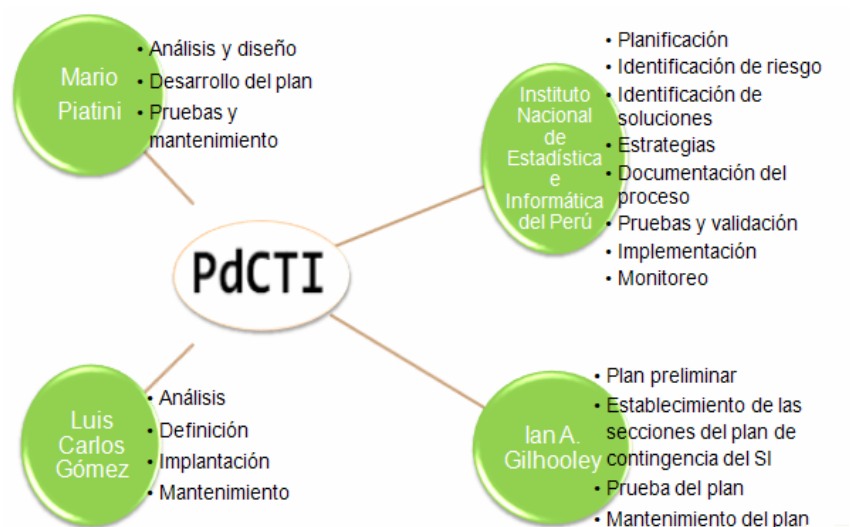 Mario
Piatini
• Análisis y diseño
• Desarrollo del plan
• Pruebas y
mantenimiento
Instituto
Nacional
de
Estadística
e
Informática
del Perú
• Planificación
• Identificación de riesgo
• Identificación de
soluciones
• Estrategias
• Documentación del
proceso
• Pruebas y validación
• Implementación
• Monitoreo
PdCTI
Luis
Carlos
Gómez
• Análisis
• Definición
• Implantación
• Mantenimiento
Ian A.
Gilhooley
• Plan preliminar
• Establecimiento de las
secciones del plan de
contingencia del SI
• Prueba del plan
• Mantenimiento del plan